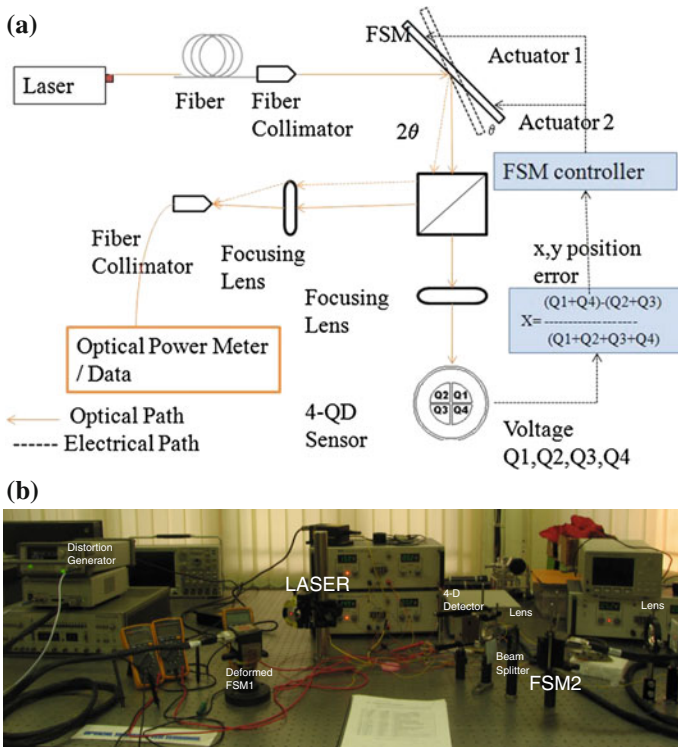 (a)
FSM
Actuator 1
Laser
Fiber
Fiber
Collimator
2θ
θ
Actuator 2
FSM controller
Fiber
Collimator
Focusing
Lens
x,y position
error
Focusing
Lens
(Q1+Q4)-(Q2+Q3)
X=--------------------
(Q1+Q2+Q3+Q4)
Optical Power Meter
/ Data
Q2 Q1
Q3 Q4
Optical Path
Electrical Path
4-QD
Sensor
Voltage
Q1,Q2,Q3,Q4
(b)
Distortion
Generator
LASER
4-D
Detector
Lens
Lens
Deformed
FSM1
Beam
Splitter
FSM2